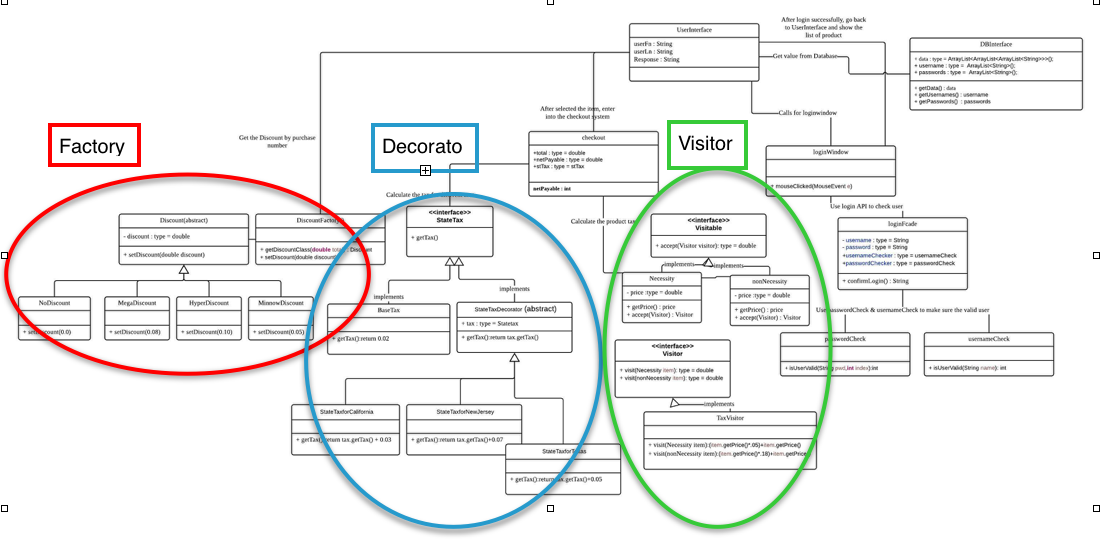 After login successfully, go back
to UserInterface and show the
list of product
UserInterface
userFn : String
userLn : String
Response : String
Get value from Database
DBInterface
+ data : type = ArrayList<ArrayList<ArrayList<String>>>();
+ username : type = ArrayList<String>();
+ passwords : type = ArrayList<String>();
+ getData() : data
+ getUsernames() : username
+ getPasswords() : passwords
After selected the item, enter
into the checkout system
Calls for loginwindow
Factory
Get the Discount by purchase
number
Decorato
checkout
+total : type = double
+netPayable : type = double
+stTax : type = stTax
netPayable : int
Visitor
loginWindow
+ mouseClicked(MouseEvent e)
Calculate the
Use login API to check user
Discount(abstract)
- discount : type = double
+ setDiscount(double discount)
DiscountFactory()
+ getDiscountClass(double total) : Discount
+ setDiscount(double discount)
<<interface>>
StateTax
+ getTax()
Calculate the product tax
<<interface>>
Visitable
+ accept(Visitor visitor): type = double
loginFcade
- username : type = String
- password : type = String
+usernameChecker : type = usernameCheck
+passwordChecker : type = passwordCheck
+ confirmLogin() : String
implements
implements
Necessity
- price :type = double
+ getPrice() : price
+ accept(Visitor) : Visitor
nonNecessity
- price :type = double
+ getPrice() : price
+ accept(Visitor) : Visitor
implements
implements
NoDiscount
+ setDiscount(0.0)
MegaDiscount
+ setDiscount(0.08)
HyperDiscount
+ setDiscount(0.10)
MinnowDiscount
+ setDiscount(0.05)
BaseTax
+ getTax():return 0.02
StateTaxDecorator (abstract)
+ tax : type = Statetax
+ getTax():return tax.getTax()
Use passwordCheck & usernameCheck to make sure the valid user
passwordCheck
+ isUserValid(String pwd,int index):int
usernameCheck
+ isUserValid(String name): int
<<interface>>
Visitor
+ visit(Necessity item): type = double
+ visit(nonNecessity item): type = double
implements
StateTaxforCalifornia
+ getTax():return tax.getTax() + 0.03
StateTaxforNewJersey
+ getTax():return tax.getTax()+0.07
StateTaxforTexas
+ getTax():return tax.getTax()+0.05
TaxVisitor
+ visit(Necessity item):(item.getPrice()*.05)+item.getPrice()
+ visit(nonNecessity item):(item.getPrice()*.18)+item.getPrice